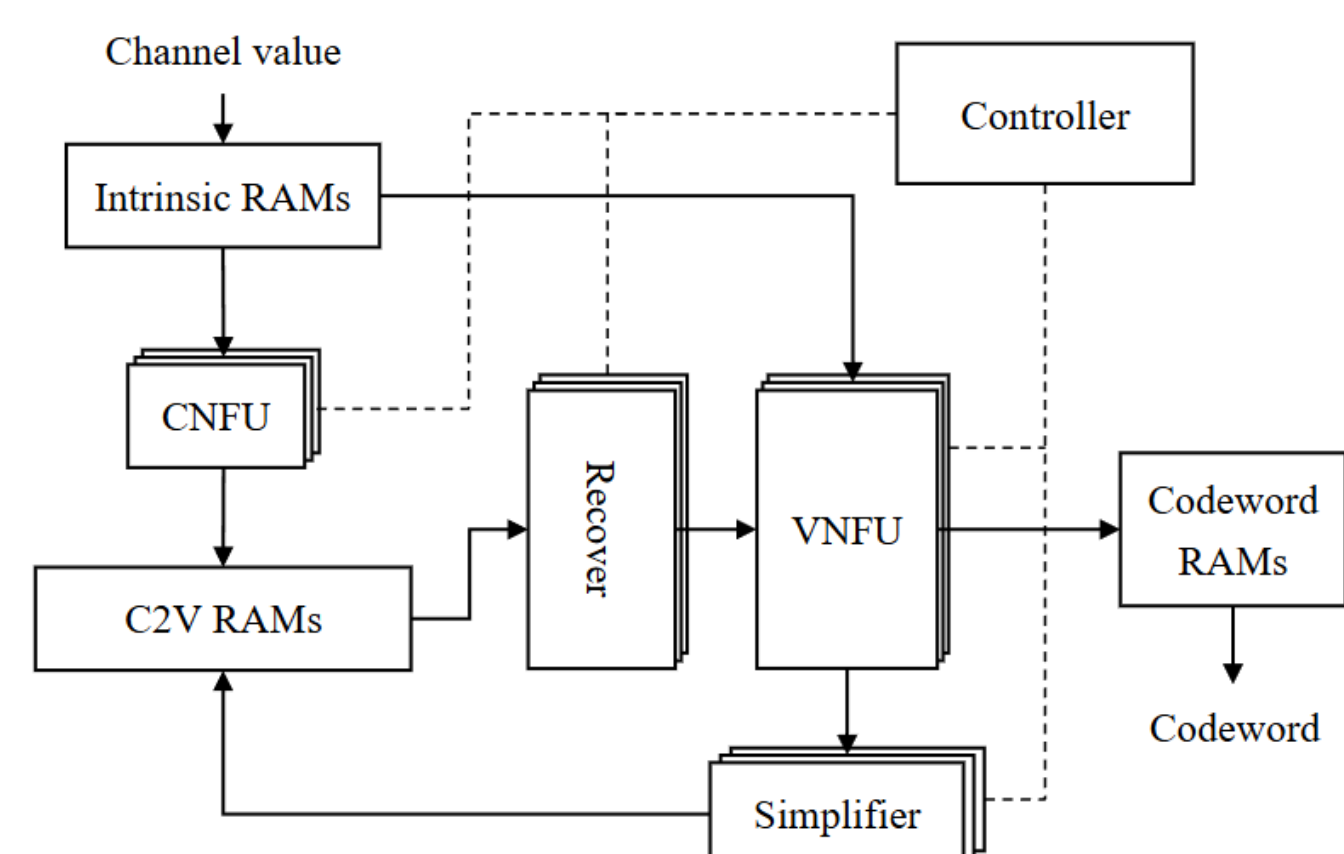 Channel value
Controller
Intrinsic RAMs
CNFU
Recover
VNFU
Codeword
RAMs
C2V RAMs
Codeword
Simplifier